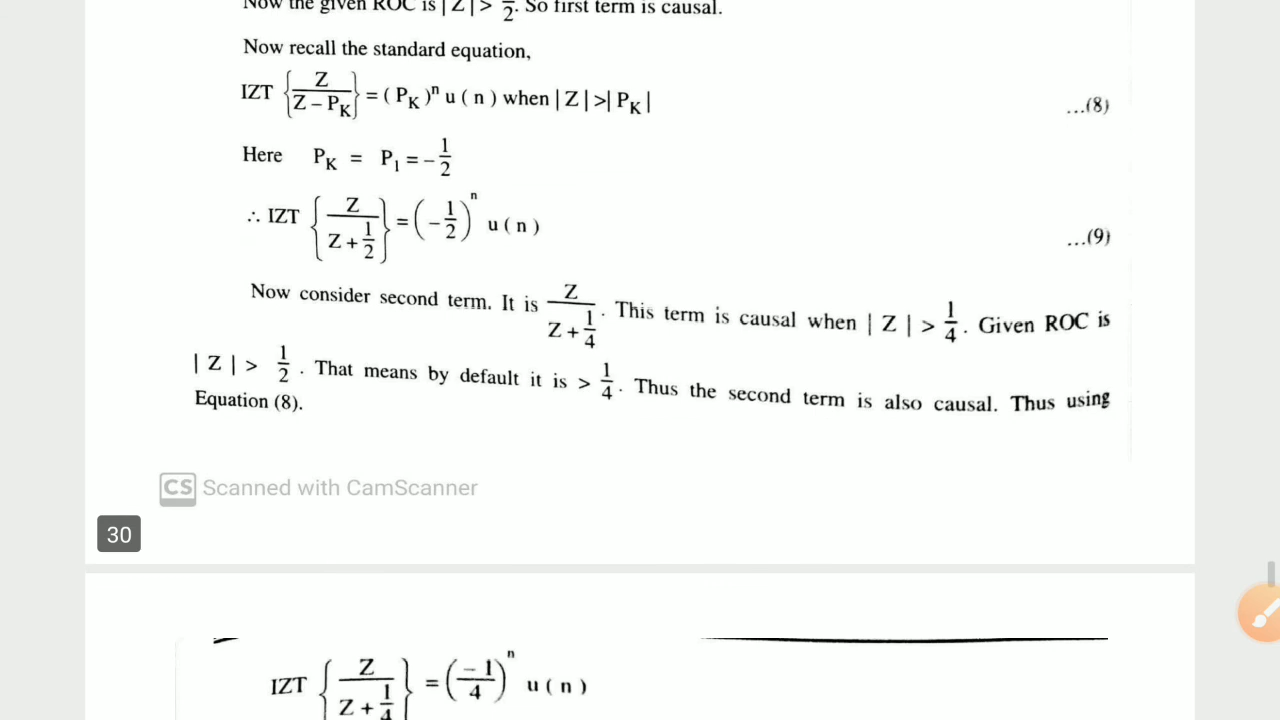 Now the given ROC is | Z | > 1/2. So first term is causal.
Now recall the standard equation,
IZT { Z / (Z – P_K) } = ( P_K )^n u ( n ) when | Z | >| P_K | ...(8)
Here P_K = P_1 = – 1/2
∴ IZT { Z / (Z + 1/2) } = ( – 1/2 )^n u ( n ) ...(9)
Now consider second term. It is Z / (Z + 1/4) . This term is causal when | Z | > 1/4 . Given ROC is
| Z | > 1/2 . That means by default it is > 1/4 . Thus the second term is also causal. Thus using
Equation (8).
CS Scanned with CamScanner
30
IZT { Z / (Z + 1/4) } = ( –1/4 )^n u ( n )